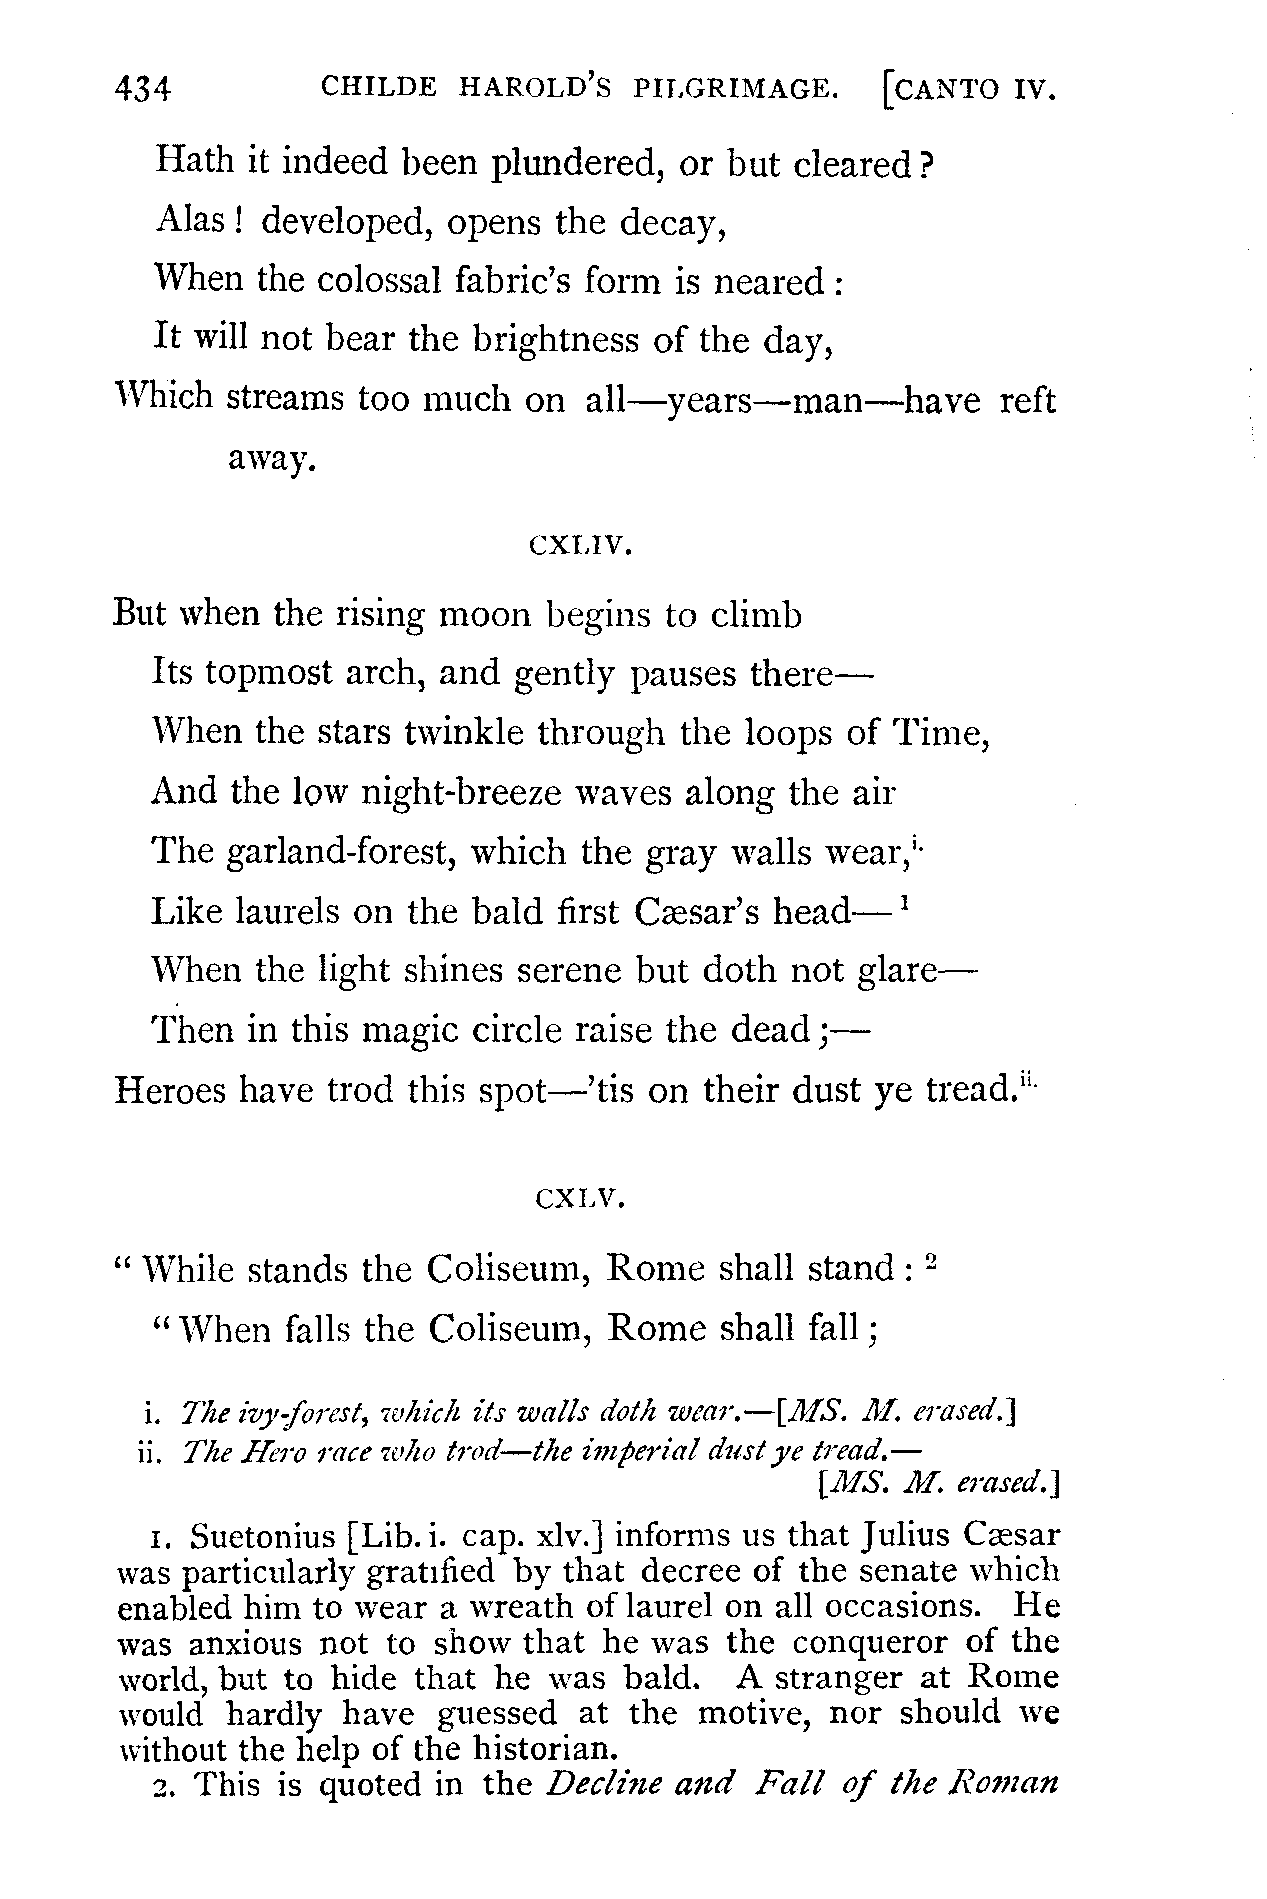 434 CHILDE HAROLD'S PILGRIMAGE. [CANTO IV.
Hath it indeed been plundered, or but cleared?
Alas! developed, opens the decay,
When the colossal fabric's form is neared:
It will not bear the brightness of the day,
Which streams too much on all—years—man—have reft
away.
CXLIV.
But when the rising moon begins to climb
Its topmost arch, and gently pauses there—
When the stars twinkle through the loops of Time,
And the low night-breeze waves along the air
The garland-forest, which the gray walls wear,i.
Like laurels on the bald first Cæsar's head—1
When the light shines serene but doth not glare—
Then in this magic circle raise the dead;—
Heroes have trod this spot—'tis on their dust ye tread.ii.
CXLV.
"While stands the Coliseum, Rome shall stand: 2
"When falls the Coliseum, Rome shall fall;
i. The ivy-forest, which its walls doth wear.—[MS. M. erased.]
ii. The Hero race who trod—the imperial dust ye tread.—
[MS. M. erased.]
1. Suetonius [Lib. i. cap. xlv.] informs us that Julius Cæsar
was particularly gratified by that decree of the senate which
enabled him to wear a wreath of laurel on all occasions. He
was anxious not to show that he was the conqueror of the
world, but to hide that he was bald. A stranger at Rome
would hardly have guessed at the motive, nor should we
without the help of the historian.
2. This is quoted in the Decline and Fall of the Roman